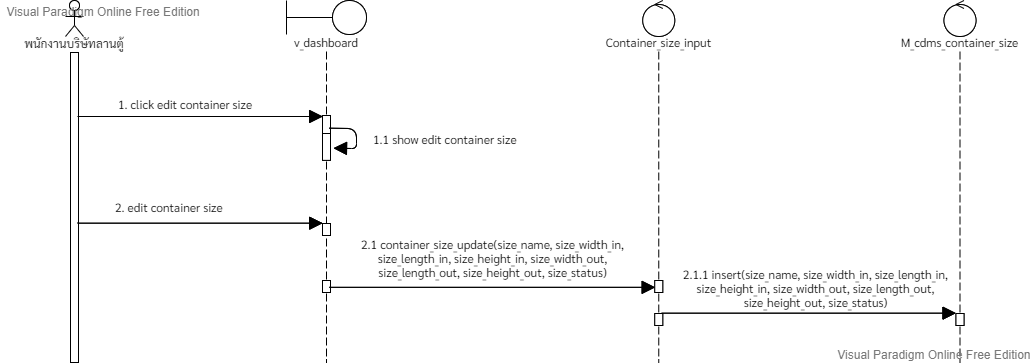 Visual Paradigm Online Free Edition
พนักงานบริษัทลานตู้
v_dashboard
Container_size_input
M_cdms_container_size
1. click edit container size
1.1 show edit container size
2. edit container size
2.1 container_size_update(size_name, size_width_in,
size_length_in, size_height_in, size_width_out,
size_length_out, size_height_out, size_status)
2.1.1 insert(size_name, size_width_in, size_length_in,
size_height_in, size_width_out, size_length_out,
size_height_out, size_status)
Visual Paradigm Online Free Edition